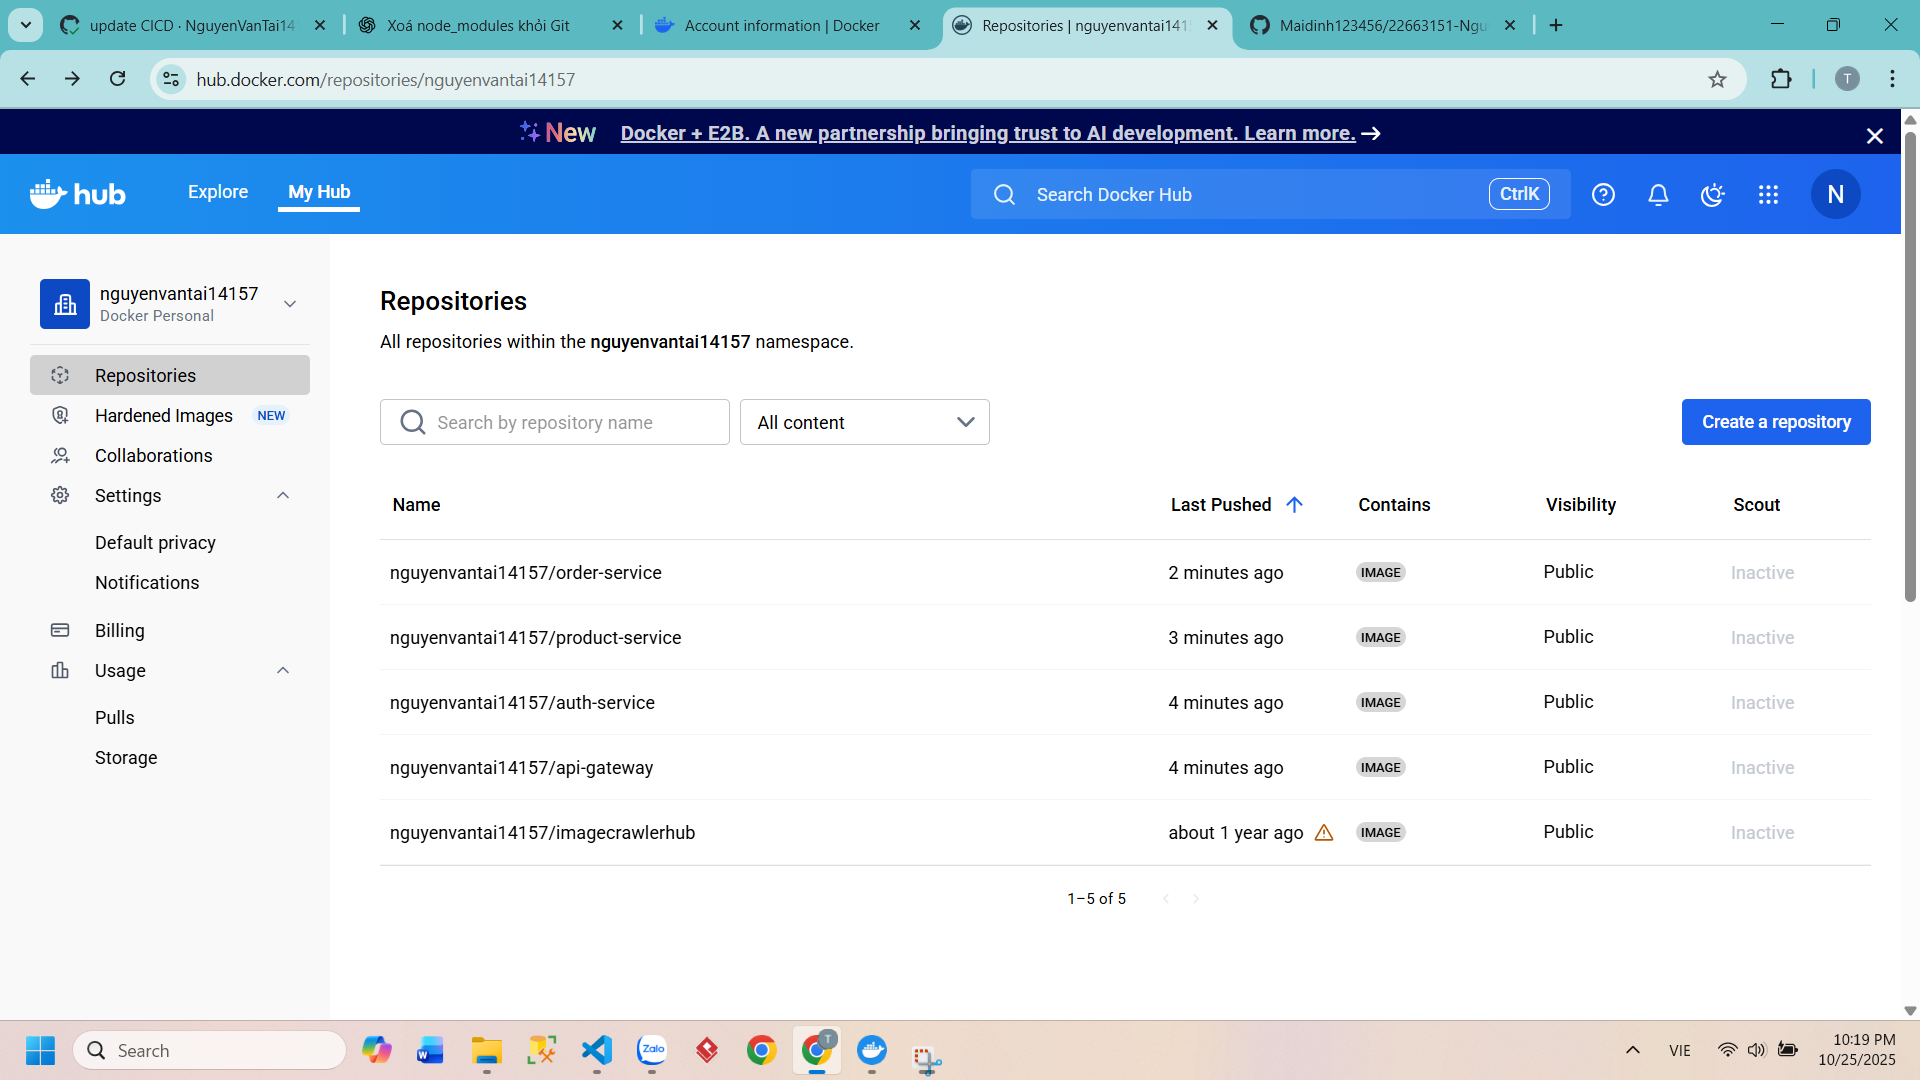 update CICD · NguyenVanTai14
Xoá node_modules khỏi Git
Account information | Docker
Repositories | nguyenvantai1415
Maidinh123456/22663151-Ngu
hub.docker.com/repositories/nguyenvantai14157
T
New Docker + E2B. A new partnership bringing trust to AI development. Learn more.
hub
Explore
My Hub
Search Docker Hub
CtrlK
N
nguyenvantai14157
Docker Personal
Repositories
Hardened Images NEW
Collaborations
Settings
Default privacy
Notifications
Billing
Usage
Pulls
Storage
Repositories
All repositories within the nguyenvantai14157 namespace.
Search by repository name
All content
Create a repository
Name Last Pushed Contains Visibility Scout
nguyenvantai14157/order-service 2 minutes ago IMAGE Public Inactive
nguyenvantai14157/product-service 3 minutes ago IMAGE Public Inactive
nguyenvantai14157/auth-service 4 minutes ago IMAGE Public Inactive
nguyenvantai14157/api-gateway 4 minutes ago IMAGE Public Inactive
nguyenvantai14157/imagecrawlerhub about 1 year ago IMAGE Public Inactive
1–5 of 5
Search
W
Zalo
T
VIE
10:19 PM
10/25/2025